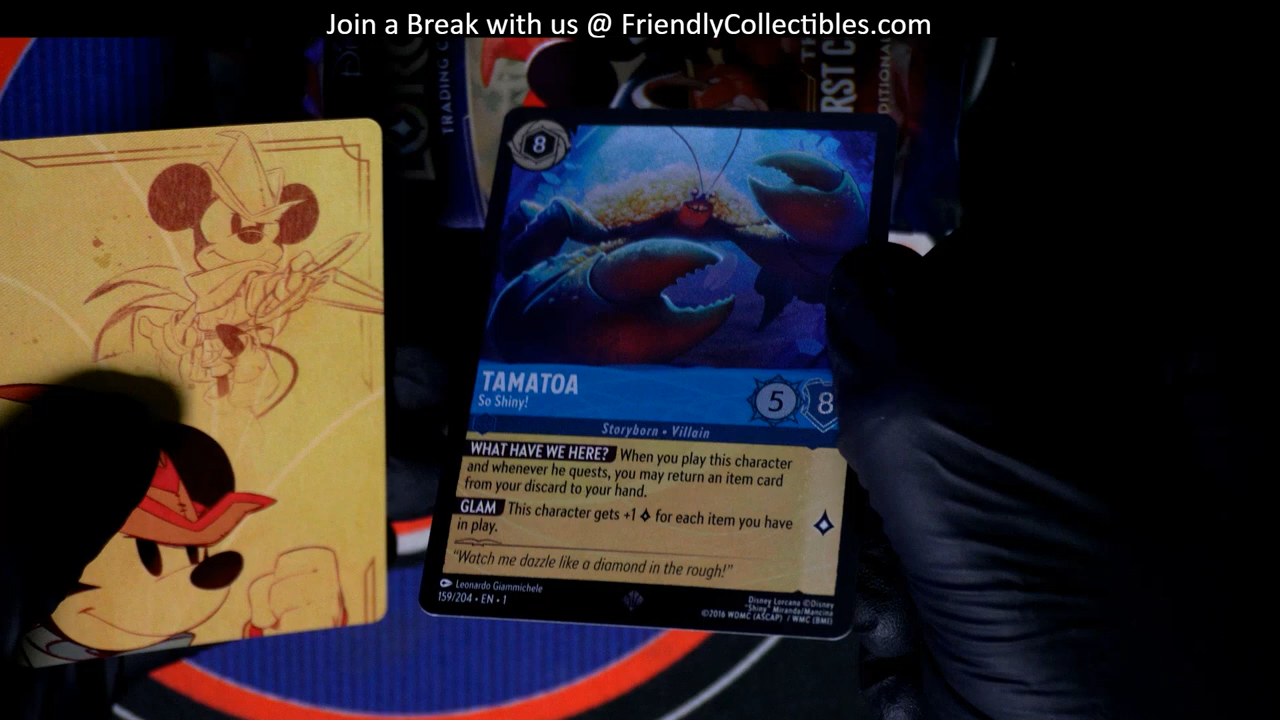 Join a Break with us @ FriendlyCollectibles.com
TRADING C
RST C
DITIONAL
8
TAMATOA
So Shiny!
5 8
Storyborn • Villain
WHAT HAVE WE HERE? When you play this character
and whenever he quests, you may return an item card
from your discard to your hand.
GLAM This character gets +1 for each item you have
in play.
"Watch me dazzle like a diamond in the rough!"
Leonardo Giammichele
159/204 • EN • 1
Disney Lorcana ©Disney
"Shiny" Miranda/Mancina
©2016 WDMC (ASCAP) / WMC (BMI)